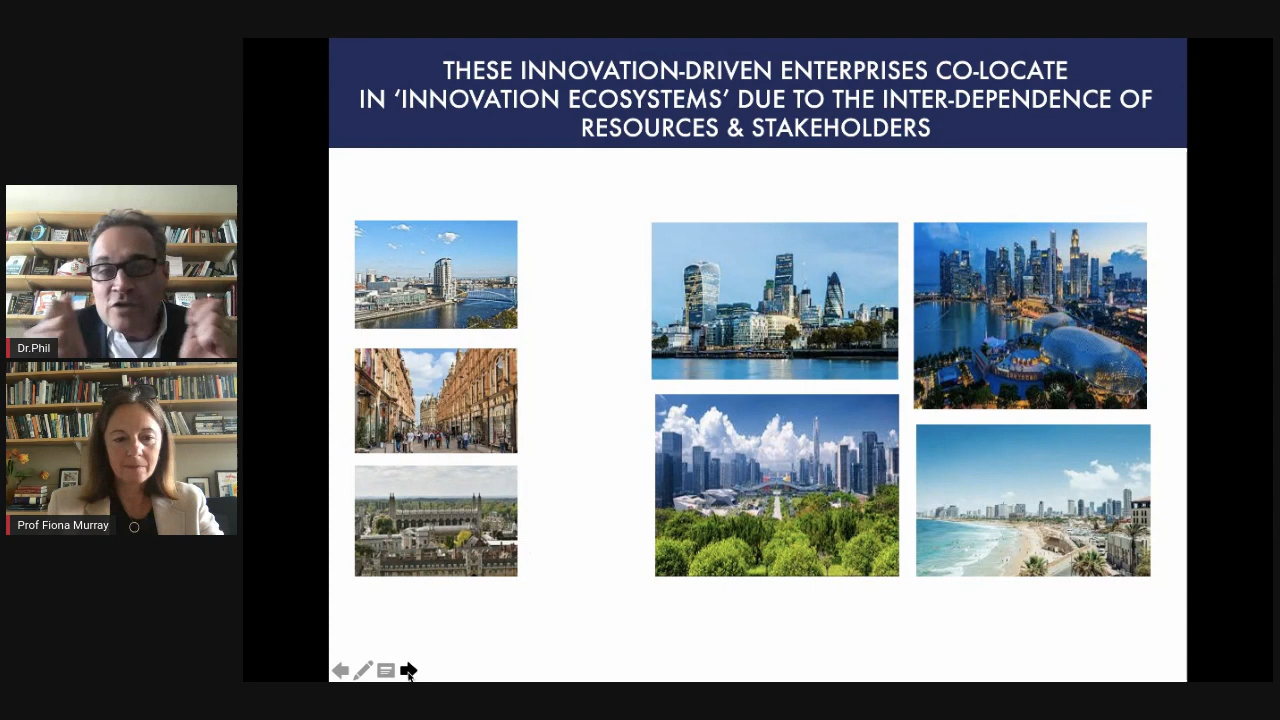 THESE INNOVATION-DRIVEN ENTERPRISES CO-LOCATE
IN ‘INNOVATION ECOSYSTEMS’ DUE TO THE INTER-DEPENDENCE OF
RESOURCES & STAKEHOLDERS
Dr.Phil
Prof Fiona Murray